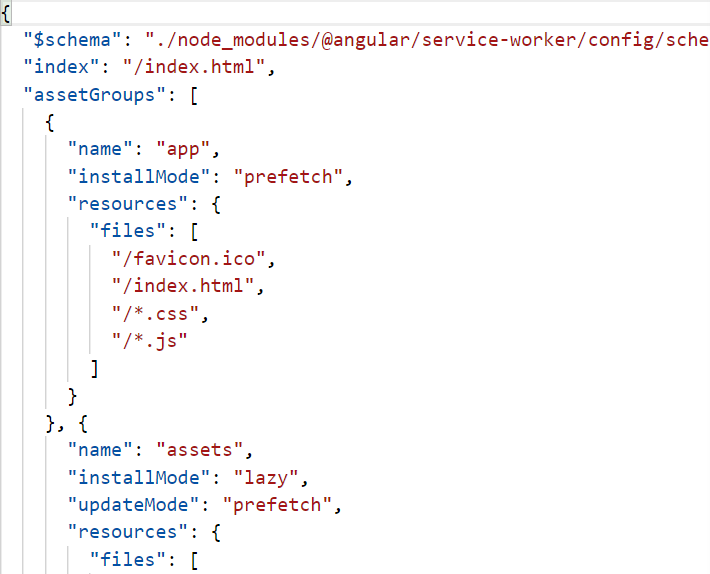 {
  "$schema": "./node_modules/@angular/service-worker/config/sche
  "index": "/index.html",
  "assetGroups": [
    {
      "name": "app",
      "installMode": "prefetch",
      "resources": {
        "files": [
          "/favicon.ico",
          "/index.html",
          "/*.css",
          "/*.js"
        ]
      }
    }, {
      "name": "assets",
      "installMode": "lazy",
      "updateMode": "prefetch",
      "resources": {
        "files": [